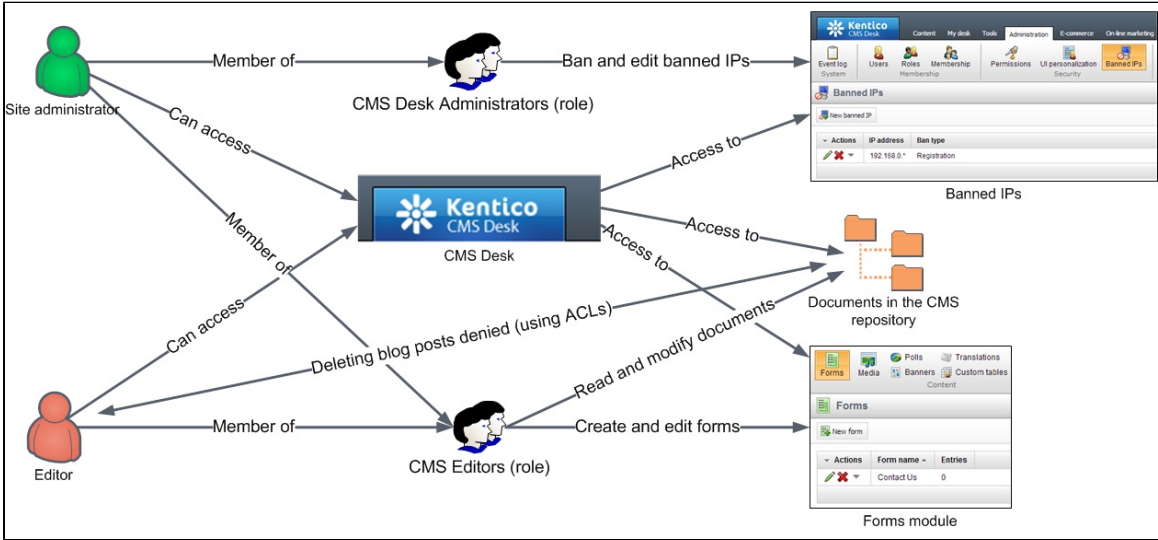 Site administrator
Member of
CMS Desk Administrators (role)
Ban and edit banned IPs
Kentico
CMS Desk
Content My desk Tools Administration E-commerce On-line marketing
Event log Users Roles Membership Permissions UI personalization Banned IPs
System Membership Security
Banned IPs
New banned IP
Actions IP address Ban type
192.168.0.* Registration
Banned IPs
Can access
Member of
Kentico
CMS Desk
CMS Desk
Access to
Access to
Access to
Documents in the CMS
repository
Can access
Deleting blog posts denied (using ACLs)
Read and modify documents
Editor
Member of
CMS Editors (role)
Create and edit forms
Forms Media Polls Translations
Banners Custom tables
Content
Forms
New form
Actions Form name Entries
Contact Us 0
Forms module